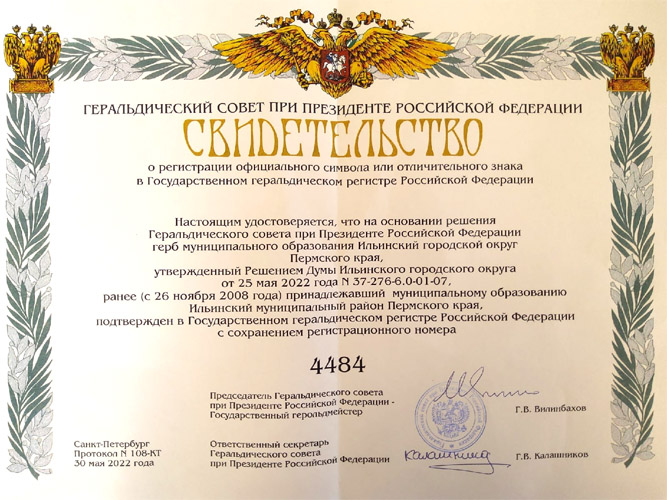 ГЕРАЛЬДИЧЕСКИЙ СОВЕТ ПРИ ПРЕЗИДЕНТЕ РОССИЙСКОЙ ФЕДЕРАЦИИ
СВИДЕТЕЛЬСТВО
о регистрации официального символа или отличительного знака
в Государственном геральдическом регистре Российской Федерации
Настоящим удостоверяется, что на основании решения
Геральдического совета при Президенте Российской Федерации
герб муниципального образования Ильинский городской округ
Пермского края,
утвержденный Решением Думы Ильинского городского округа
от 25 мая 2022 года N 37-276-6.0-01-07,
ранее (с 26 ноября 2008 года) принадлежавший муниципальному образованию
Ильинский муниципальный район Пермского края,
подтвержден в Государственном геральдическом регистре Российской Федерации
с сохранением регистрационного номера
4484
Председатель Геральдического совета
при Президенте Российской Федерации -
Государственный герольдмейстер
Г.В. Вилинбахов
Санкт-Петербург
Протокол N 108-КТ
30 мая 2022 года
Ответственный секретарь
Геральдического совета
при Президенте Российской Федерации
Калашников
Г.В. Калашников